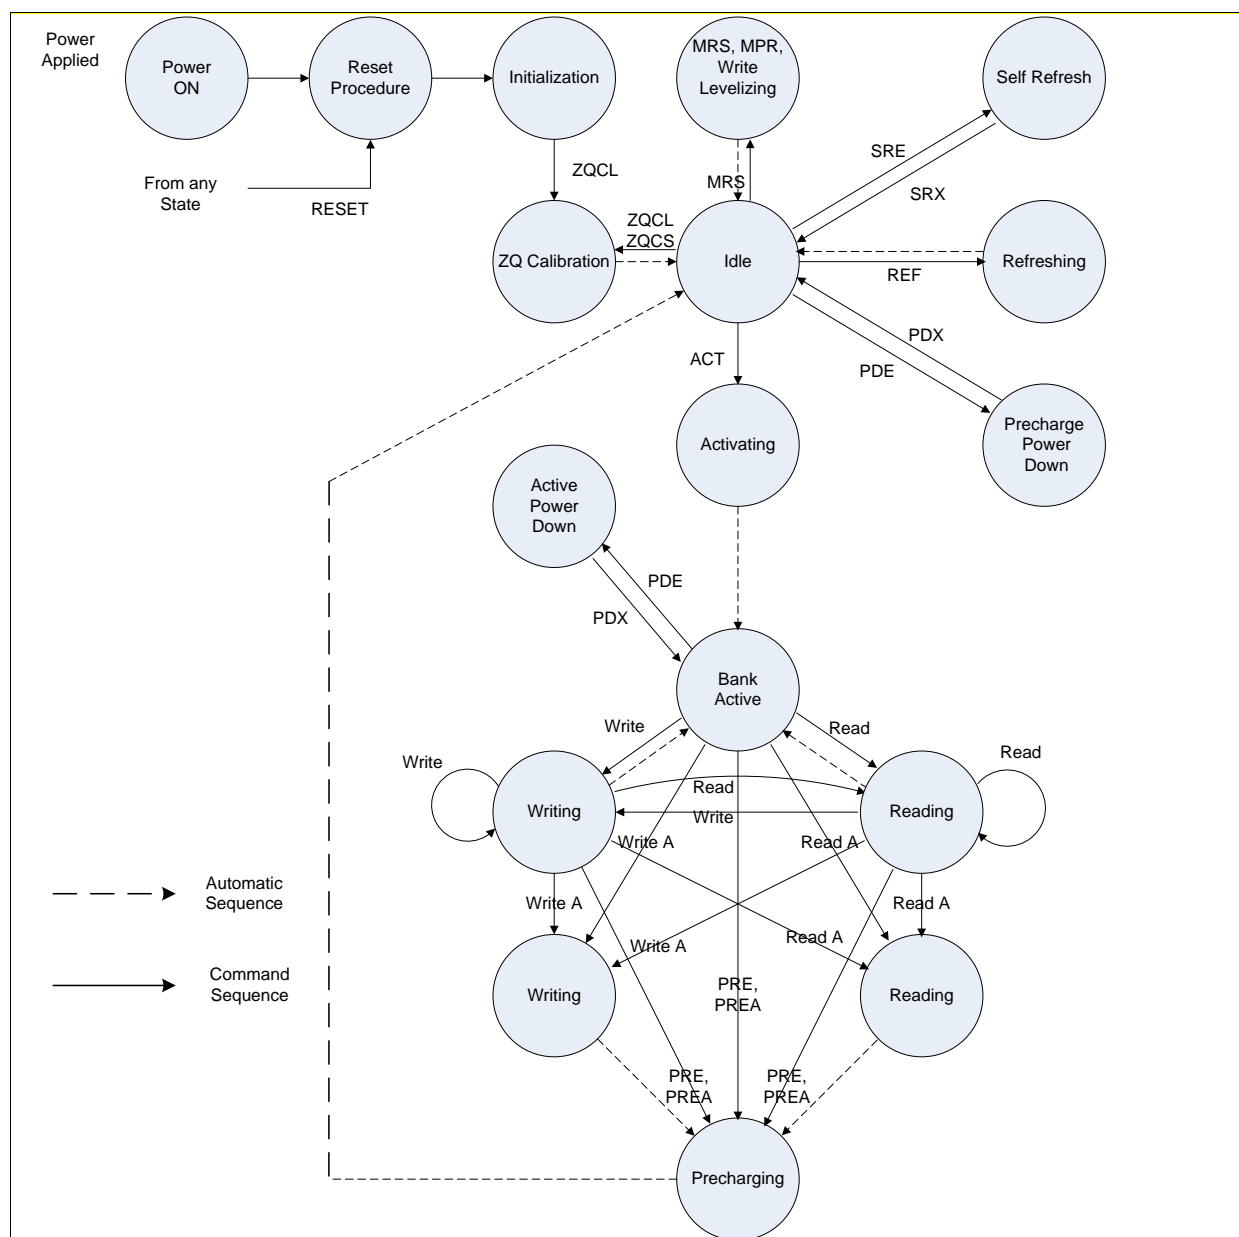 Power
Applied
Power
ON
Reset
Procedure
Initialization
MRS, MPR,
Write
Levelizing
Self Refresh
From any
State
RESET
ZQCL
MRS
SRE
SRX
ZQCL
ZQCS
ZQ Calibration
Idle
REF
Refreshing
ACT
PDX
PDE
Activating
Precharge
Power
Down
Active
Power
Down
PDE
PDX
Bank
Active
Write
Read
Write
Read
Read
Write
Writing
Reading
Write A
Read A
Automatic
Sequence
Write A
Read A
Write A
Read A
Command
Sequence
Writing
PRE,
PREA
Reading
PRE,
PREA
PRE,
PREA
Precharging